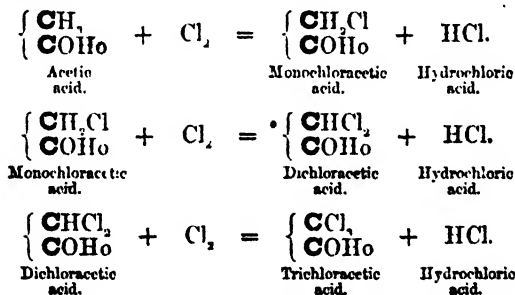 { CH₃ + Cl₂ = { CH₂Cl + HCl.
{ COHo { COHo
Acetic acid. Monochloracetic acid. Hydrochloric acid.
{ CH₂Cl + Cl₂ = { CHCl₂ + HCl.
{ COHo { COHo
Monochloracetic acid. Dichloracetic acid. Hydrochloric acid.
{ CHCl₂ + Cl₂ = { CCl₃ + HCl.
{ COHo { COHo
Dichloracetic acid. Trichloracetic acid. Hydrochloric acid.